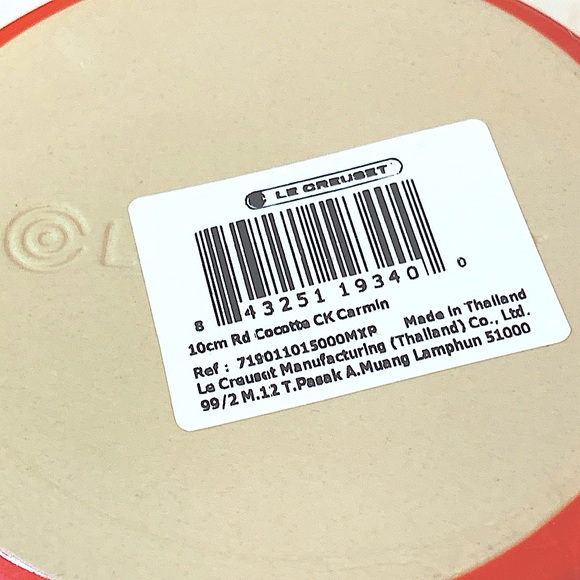 LE CREUSET
8 43251 19340 0
10cm Rd Cocotte CK Carmin
Ref : 719011015000MXP Made in Thailand
Le Creuset Manufacturing (Thailand) Co., Ltd.
99/2 M.12 T.Pasak A.Muang Lamphun 51000